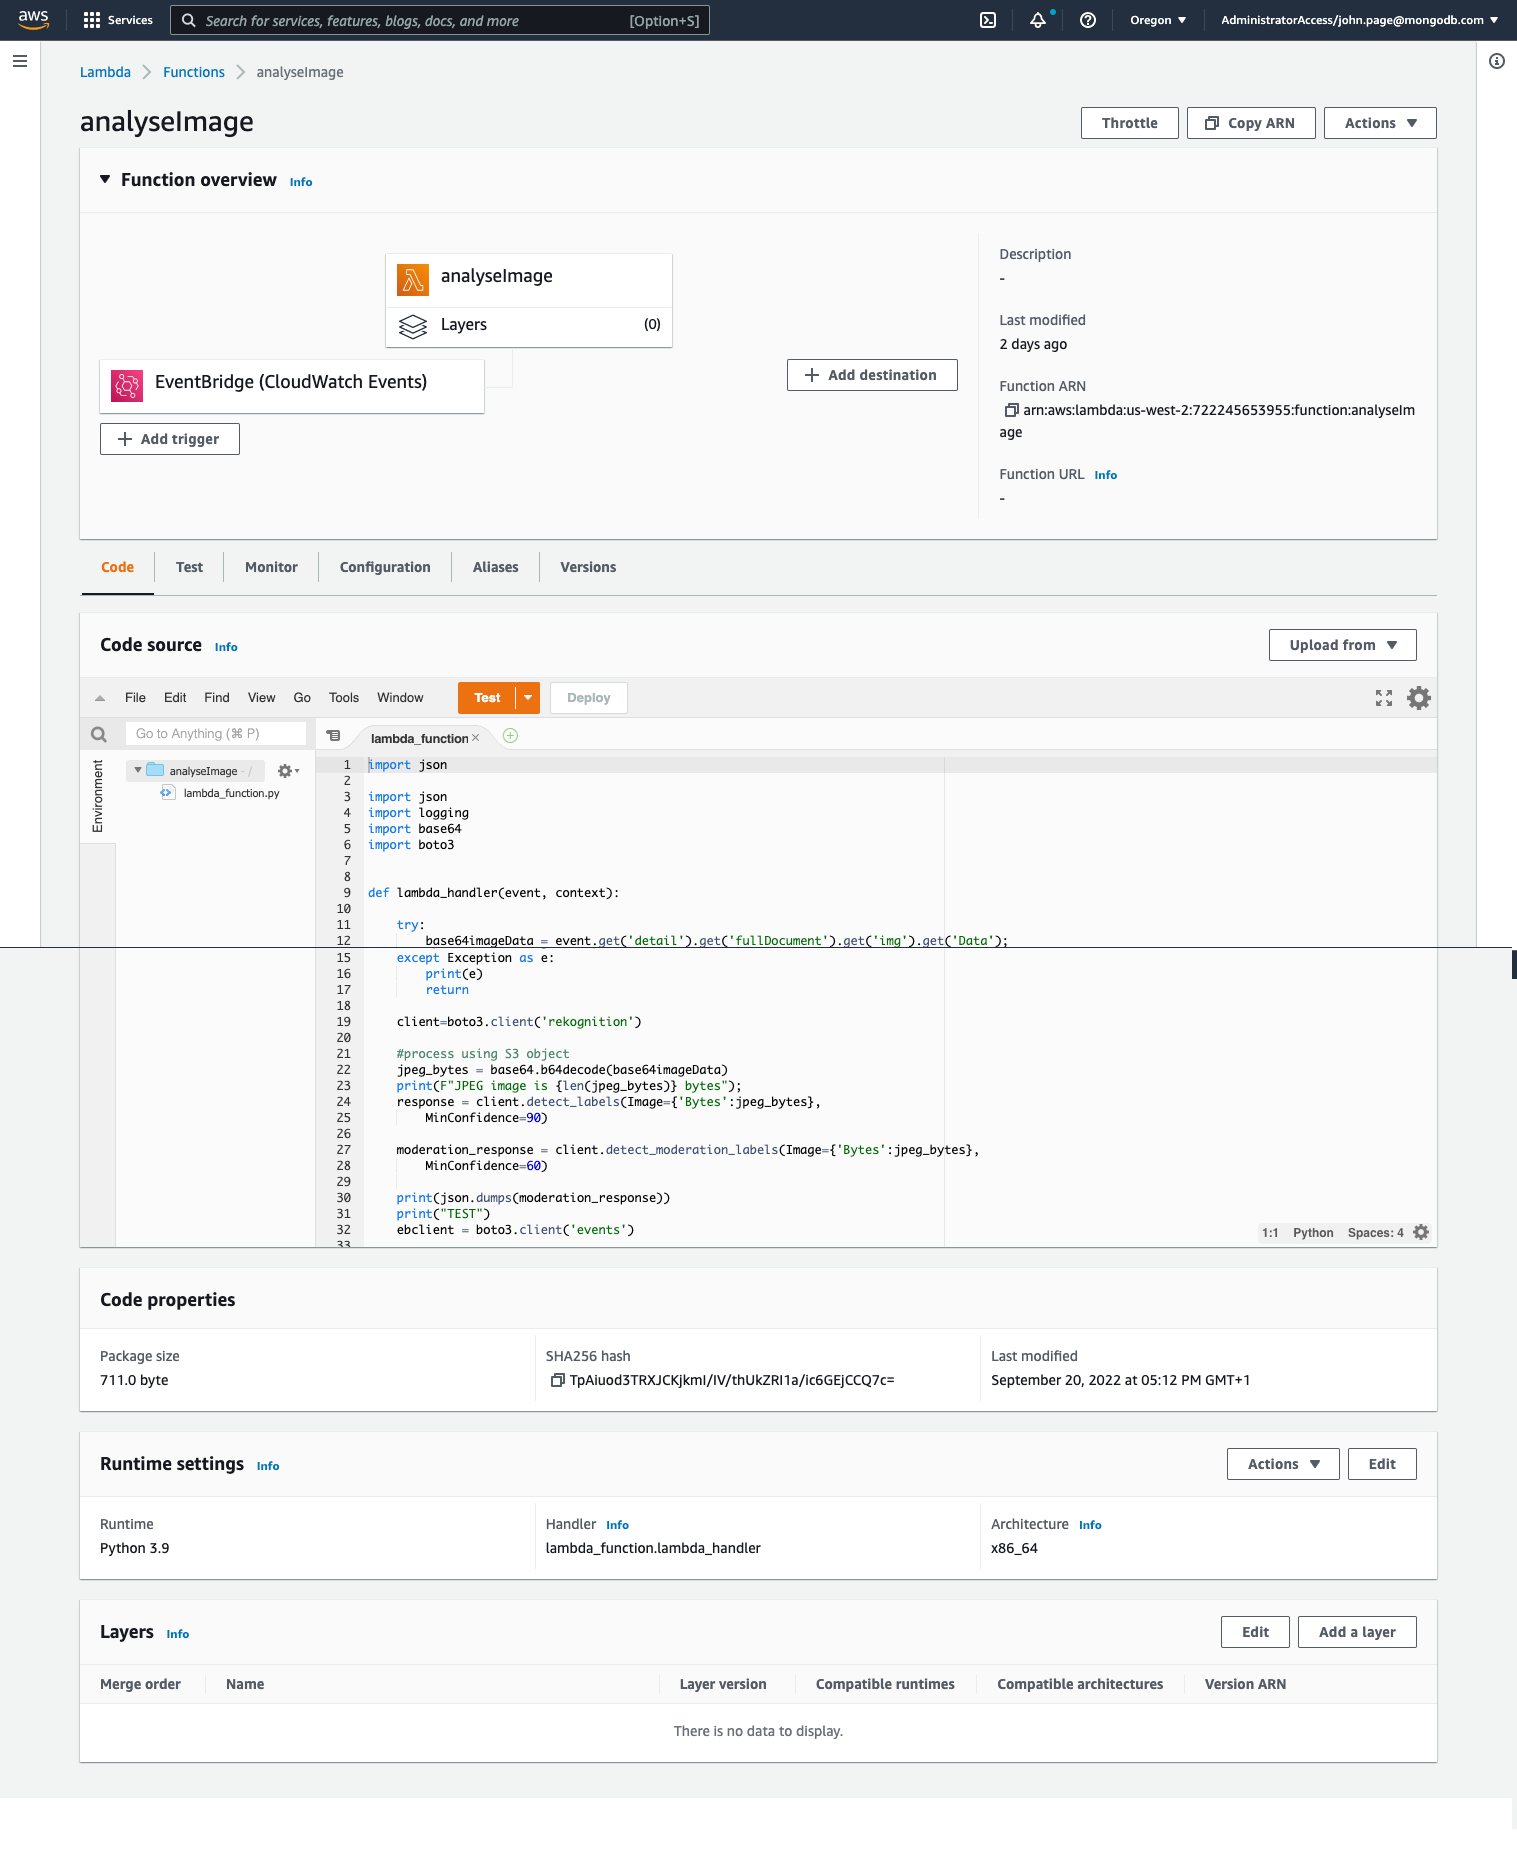 aws Services Search for services, features, blogs, docs, and more [Option+S] Oregon ▼ AdministratorAccess/john.page@mongodb.com ▼
Lambda > Functions > analyseImage
analyseImage
Throttle Copy ARN Actions ▼
▼ Function overview Info
analyseImage
Layers (0)
EventBridge (CloudWatch Events)
+ Add trigger
+ Add destination
Description
-
Last modified
2 days ago
Function ARN
arn:aws:lambda:us-west-2:722245653955:function:analyseIm
age
Function URL Info
-
Code Test Monitor Configuration Aliases Versions
Code source Info
Upload from ▼
File Edit Find View Go Tools Window Test Deploy
Go to Anything (⌘ P)
lambda_function ×
Environment
analyseImage - /
lambda_function.py
1 import json
2
3 import json
4 import logging
5 import base64
6 import boto3
7
8
9 def lambda_handler(event, context):
10
11     try:
12         base64imageData = event.get('detail').get('fullDocument').get('img').get('Data');
15     except Exception as e:
16         print(e)
17         return
18
19     client=boto3.client('rekognition')
20
21     #process using S3 object
22     jpeg_bytes = base64.b64decode(base64imageData)
23     print(F"JPEG image is {len(jpeg_bytes)} bytes");
24     response = client.detect_labels(Image={'Bytes':jpeg_bytes},
25         MinConfidence=90)
26
27     moderation_response = client.detect_moderation_labels(Image={'Bytes':jpeg_bytes},
28         MinConfidence=60)
29
30     print(json.dumps(moderation_response))
31     print("TEST")
32     ebclient = boto3.client('events')
33
1:1 Python Spaces: 4
Code properties
Package size
711.0 byte
SHA256 hash
TpAiuod3TRXJCKjkmI/IV/thUkZRI1a/ic6GEjCCQ7c=
Last modified
September 20, 2022 at 05:12 PM GMT+1
Runtime settings Info
Actions ▼ Edit
Runtime
Python 3.9
Handler Info
lambda_function.lambda_handler
Architecture Info
x86_64
Layers Info
Edit Add a layer
Merge order Name Layer version Compatible runtimes Compatible architectures Version ARN
There is no data to display.